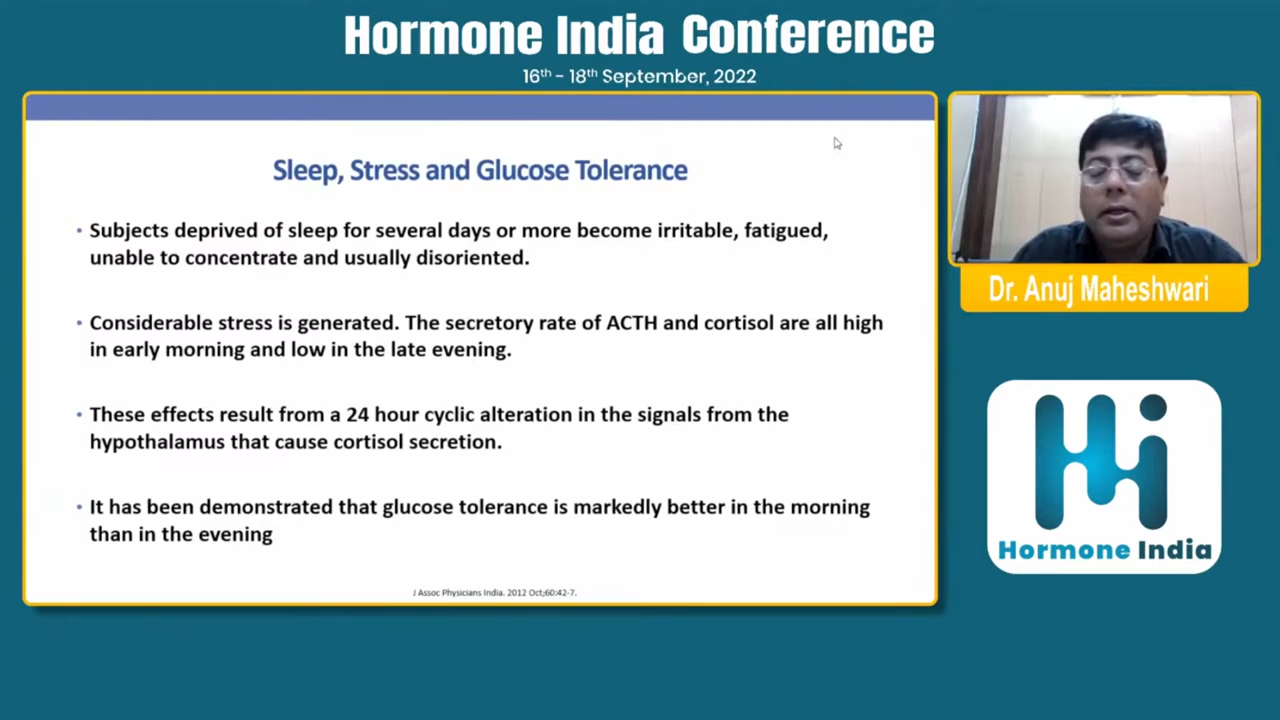 Hormone India Conference
16th - 18th September, 2022
Sleep, Stress and Glucose Tolerance
• Subjects deprived of sleep for several days or more become irritable, fatigued,
unable to concentrate and usually disoriented.
• Considerable stress is generated. The secretory rate of ACTH and cortisol are all high
in early morning and low in the late evening.
• These effects result from a 24 hour cyclic alteration in the signals from the
hypothalamus that cause cortisol secretion.
• It has been demonstrated that glucose tolerance is markedly better in the morning
than in the evening
J Assoc Physicians India. 2012 Oct;60:42-7.
Dr. Anuj Maheshwari
Hi
Hormone India